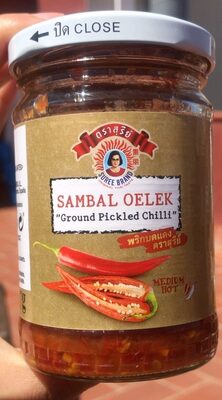 ← ปิด CLOSE
ตราสุรีย์
SUREE BRAND
SAMBAL OELEK
"Ground Pickled Chilli"
พริกบดแดง
ตราสุรีย์
MEDIUM
HOT